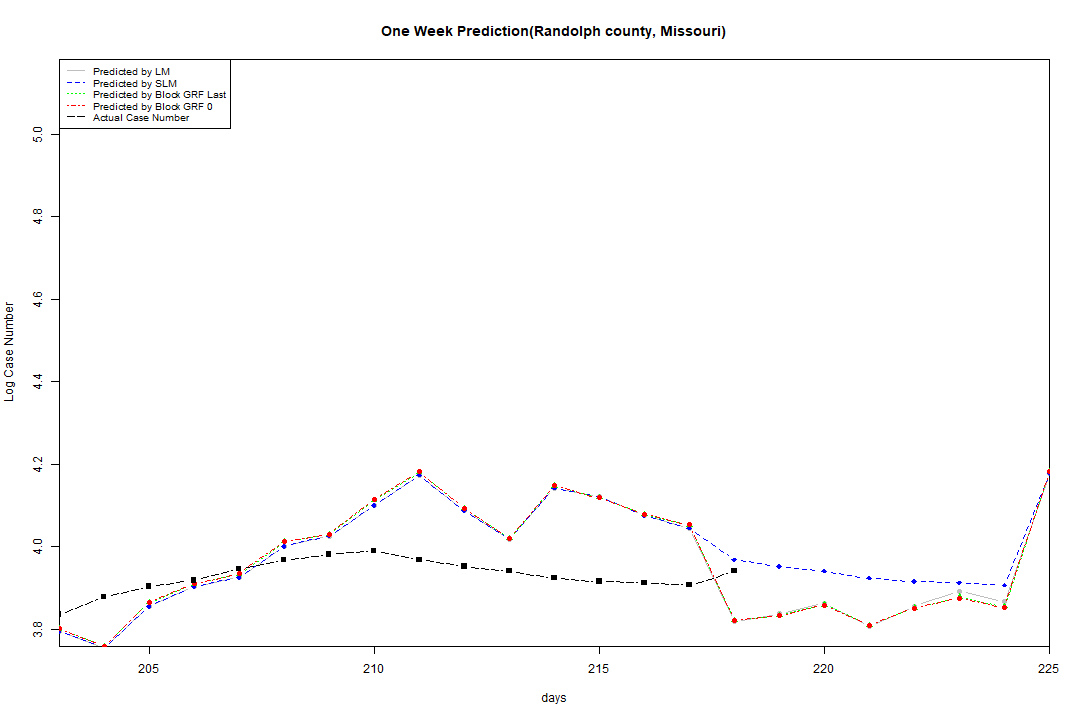 One Week Prediction(Randolph county, Missouri)
Predicted by LM
Predicted by SLM
Predicted by Block GRF Last
Predicted by Block GRF 0
Actual Case Number
5.0
4.8
4.6
4.4
4.2
4.0
3.8
Log Case Number
205 210 215 220 225
days